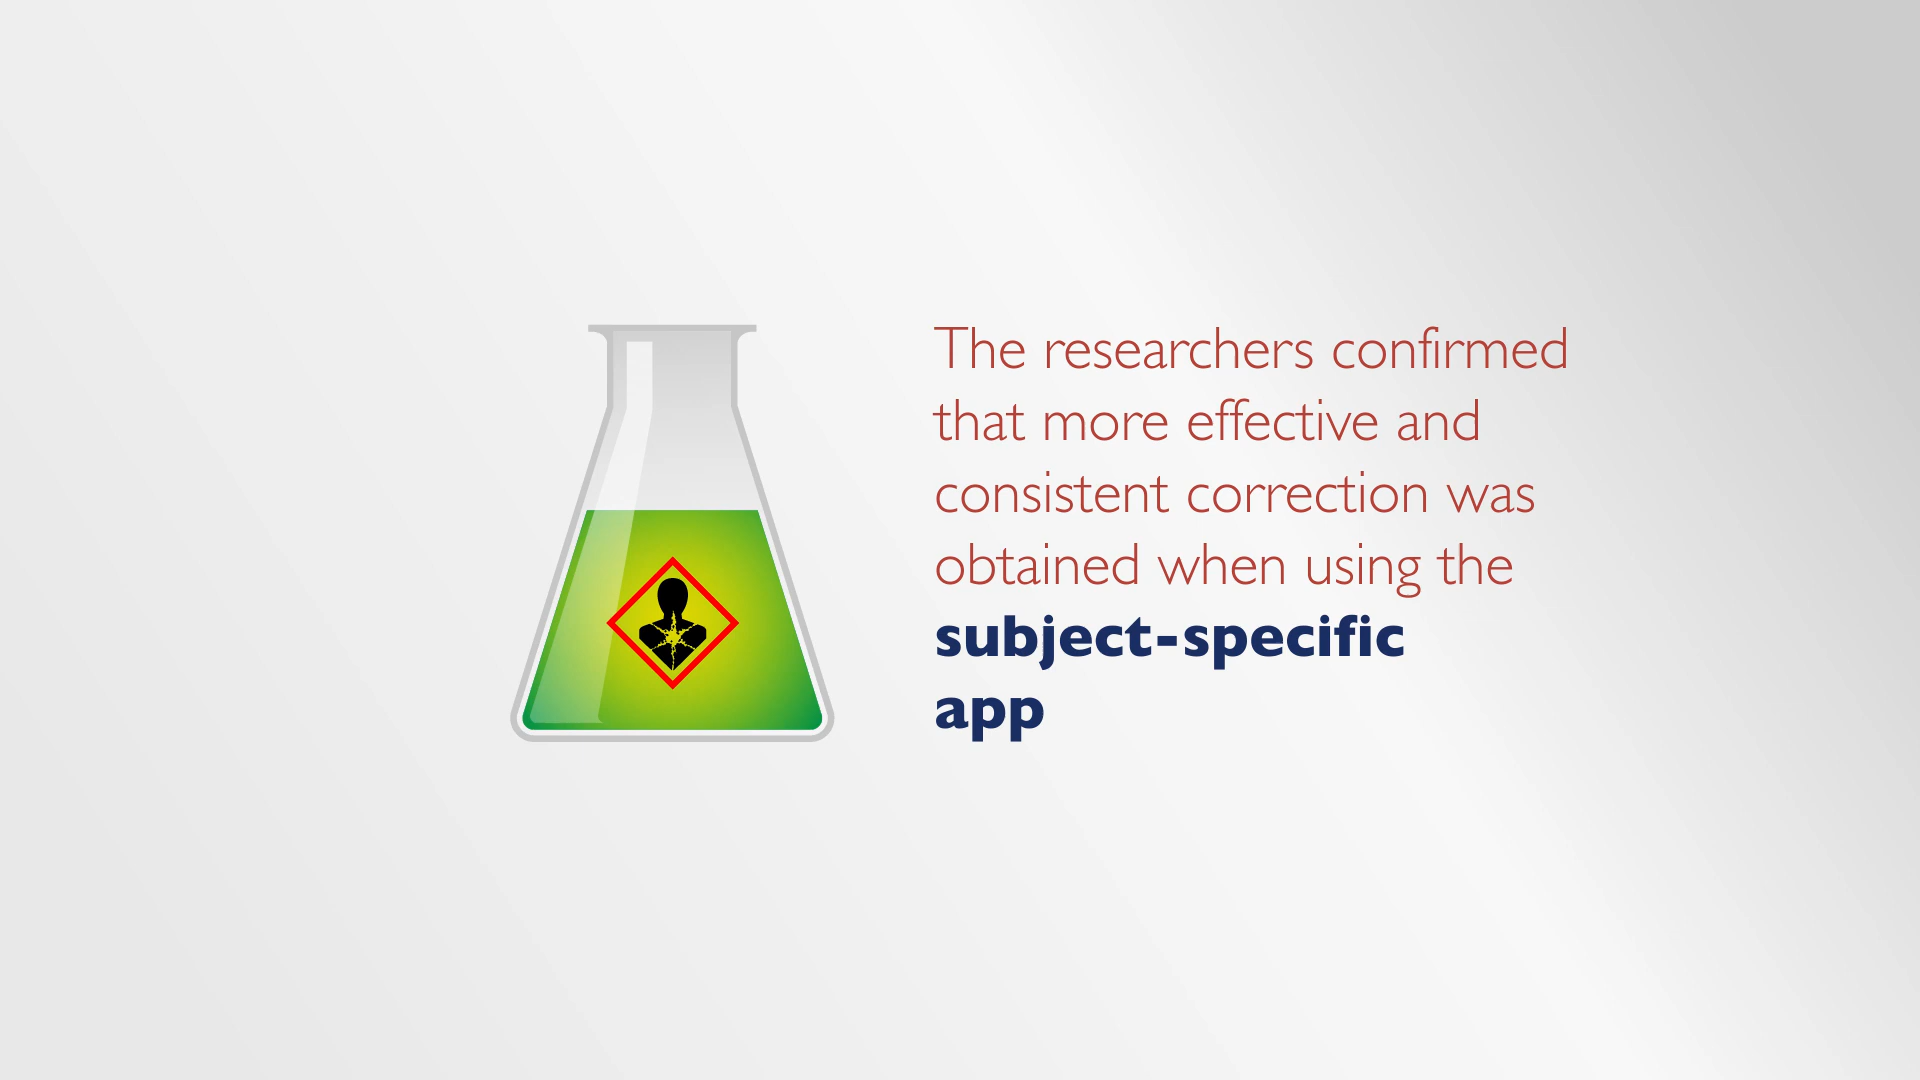 The researchers confirmed
that more effective and
consistent correction was
obtained when using the
subject-specific
app